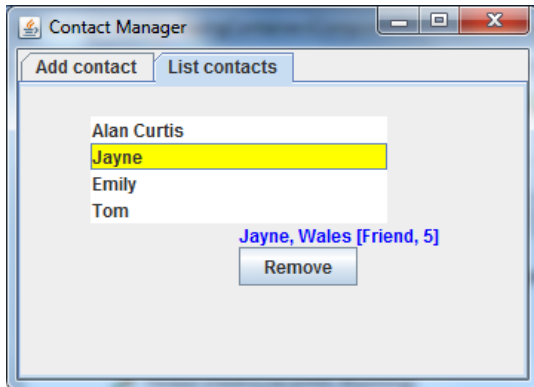 Contact Manager
Add contact List contacts
Alan Curtis
Jayne
Emily
Tom
Jayne, Wales [Friend, 5]
Remove